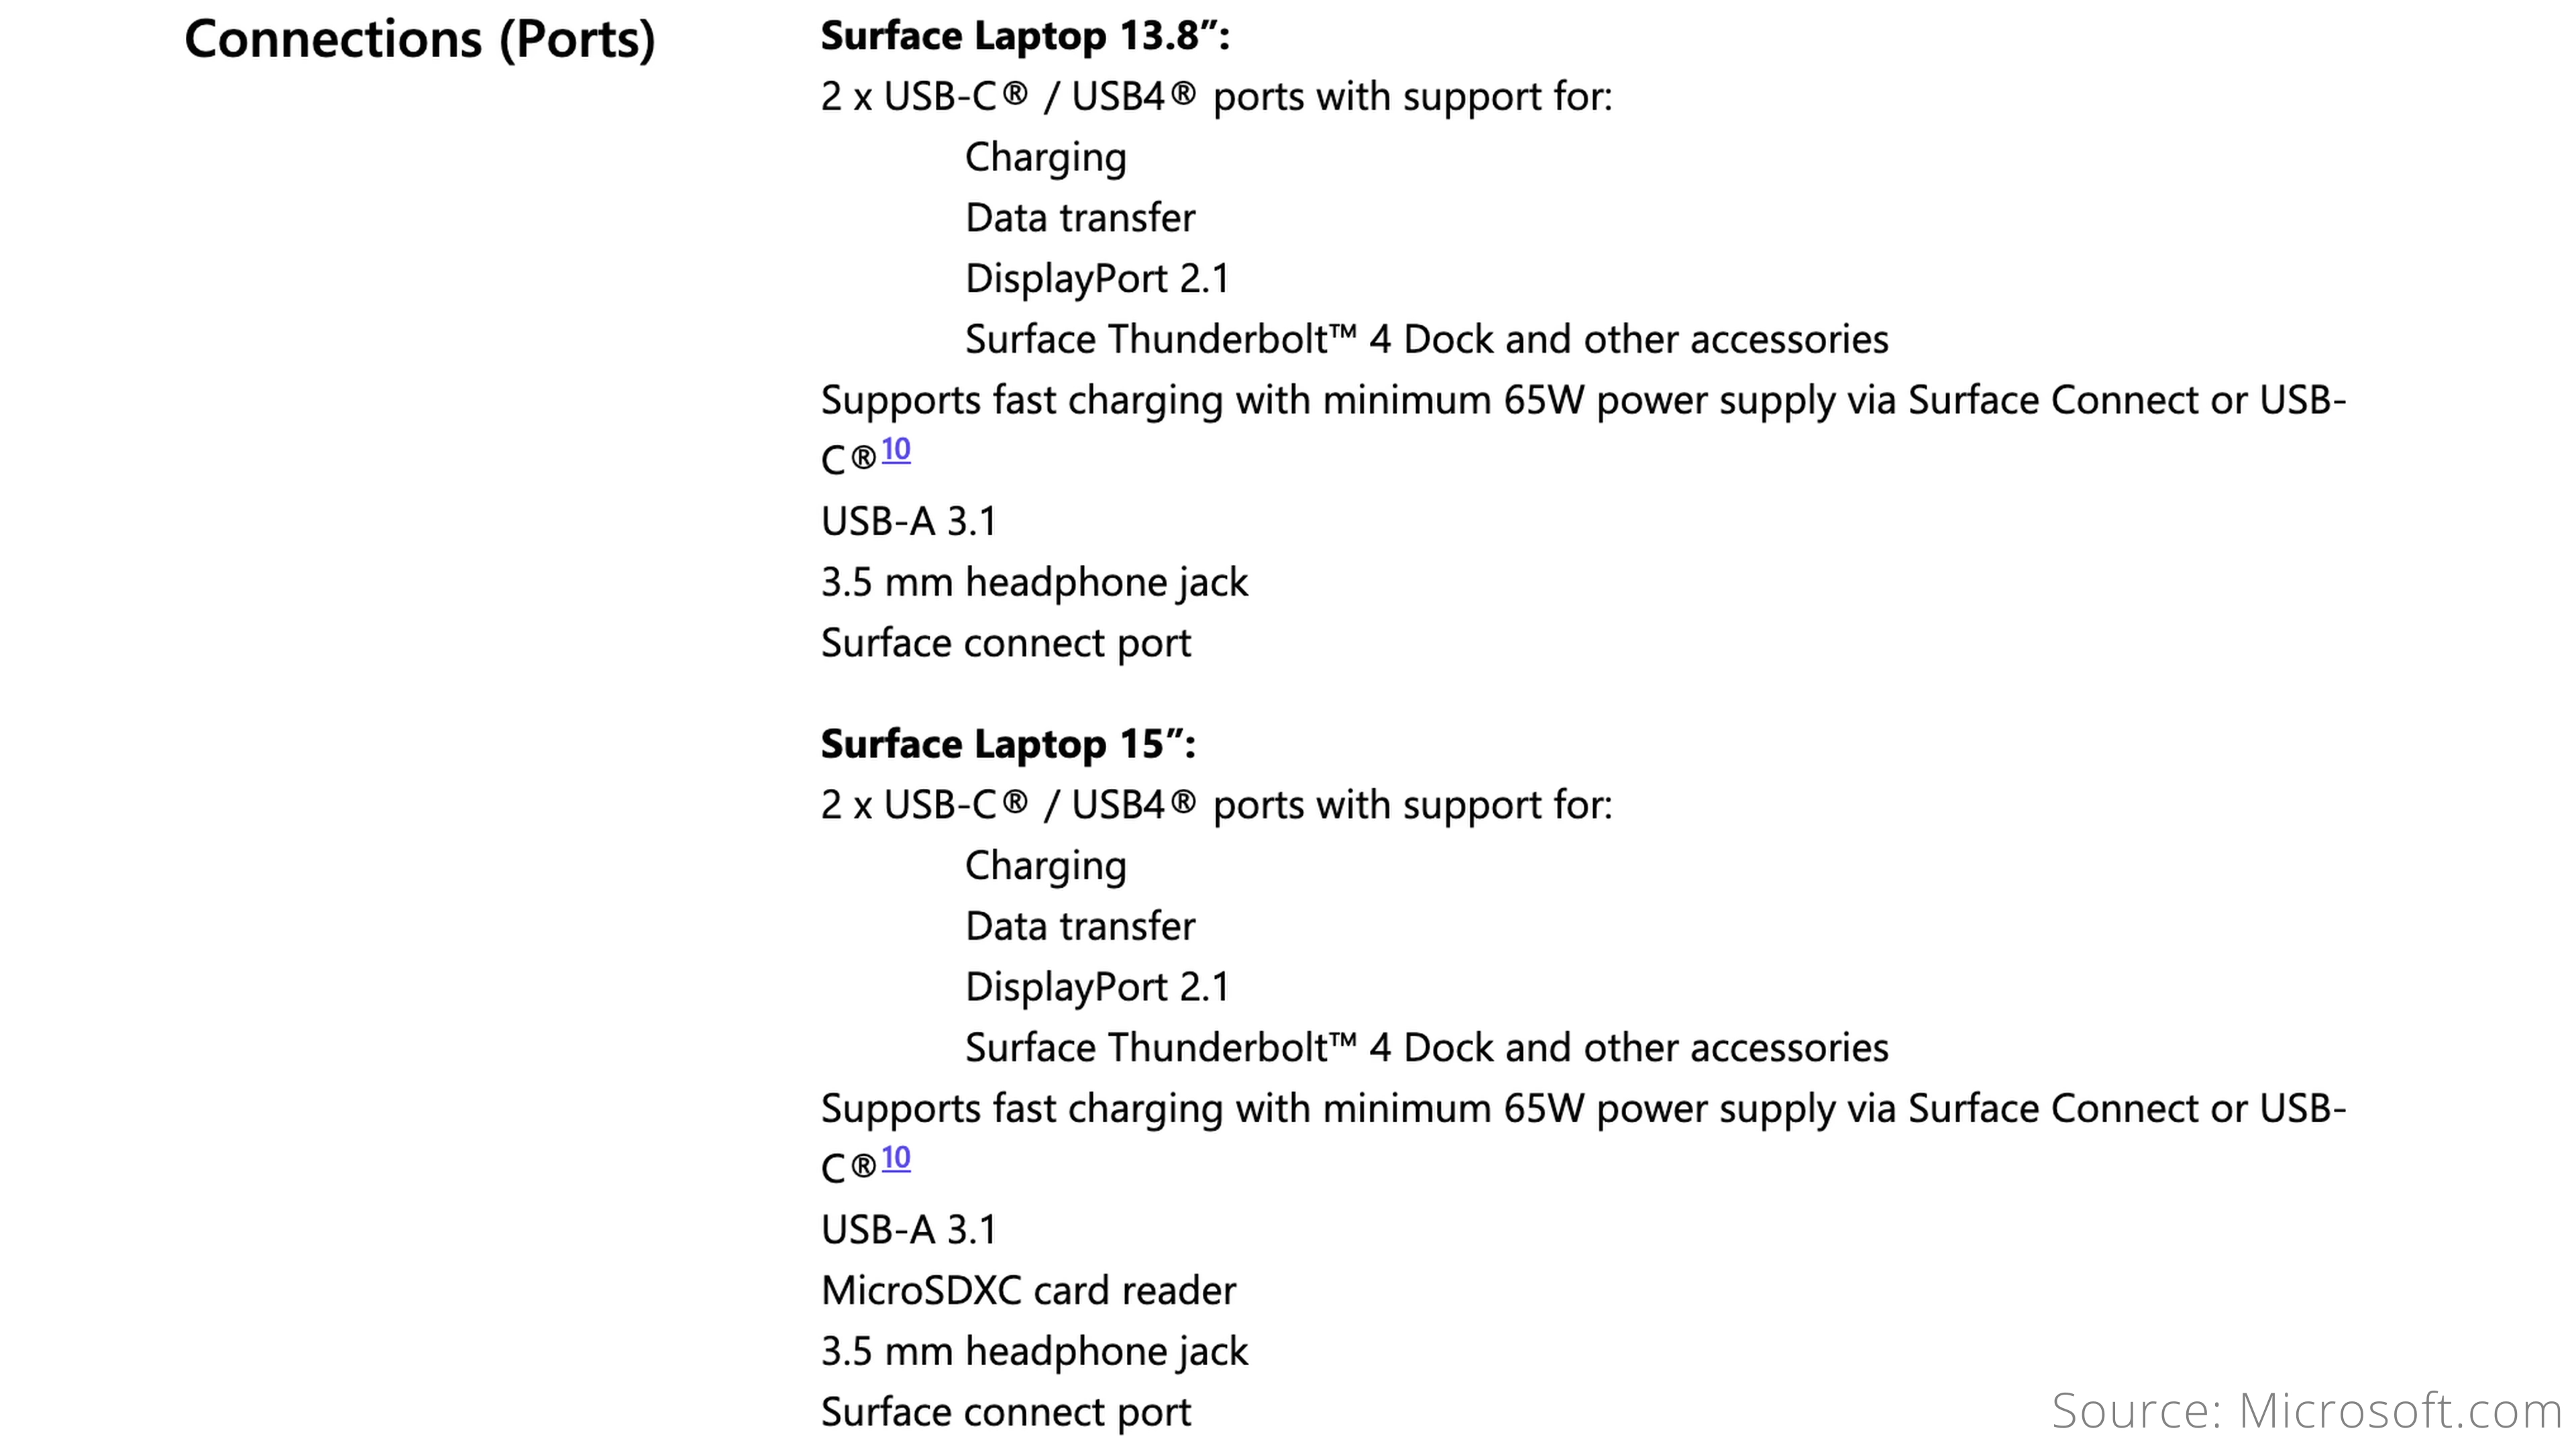 Connections (Ports)
Surface Laptop 13.8”:
2 x USB-C® / USB4® ports with support for:
Charging
Data transfer
DisplayPort 2.1
Surface Thunderbolt™ 4 Dock and other accessories
Supports fast charging with minimum 65W power supply via Surface Connect or USB-
C®10
USB-A 3.1
3.5 mm headphone jack
Surface connect port
Surface Laptop 15”:
2 x USB-C® / USB4® ports with support for:
Charging
Data transfer
DisplayPort 2.1
Surface Thunderbolt™ 4 Dock and other accessories
Supports fast charging with minimum 65W power supply via Surface Connect or USB-
C®10
USB-A 3.1
MicroSDXC card reader
3.5 mm headphone jack
Surface connect port
Source: Microsoft.com